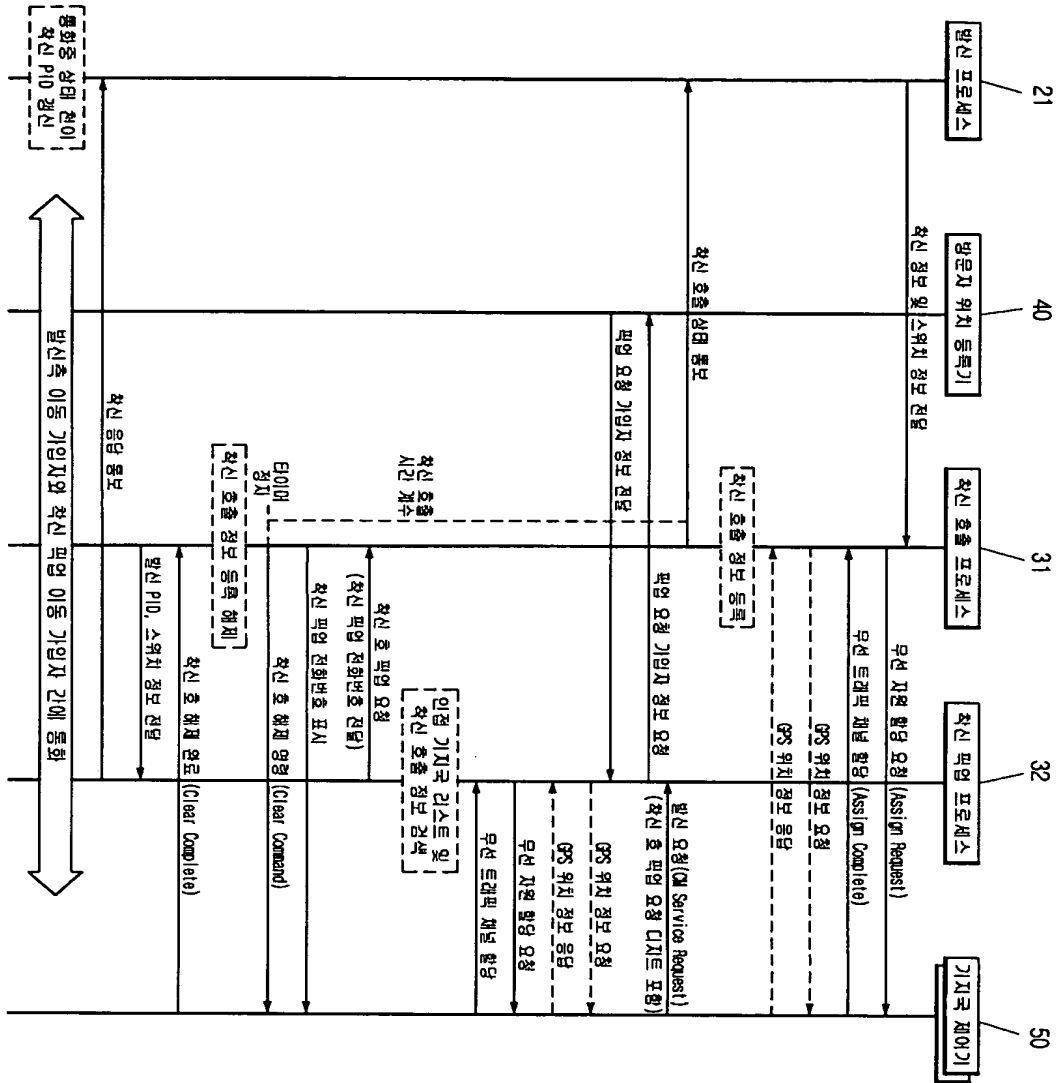 21
발신 프로세스
40
방문자 위치 등록기
31
착신 호출 프로세스
32
착신 픽업 프로세스
50
기지국 제어기
착신 정보 및 스위치 정보 전달
무선 자원 할당 요청 (Assign Request)
무선 트래픽 채널 할당 (Assign Complete)
GPS 위치 정보 요청
GPS 위치 정보 응답
착신 호출 정보 등록
착신 호출 상태 통보
발신 요청(CM Service Request)
(착신 호 픽업 요청 디지트 포함)
픽업 요청 가입자 정보 요청
픽업 요청 가입자 정보 전달
GPS 위치 정보 요청
GPS 위치 정보 응답
무선 자원 할당 요청
무선 트래픽 채널 할당
인접 기지국 리스트 및
착신 호출 정보 검색
착신 호출
시간 계수
착신 호 픽업 요청
(착신 픽업 전화번호 전달)
착신 픽업 전화번호 표시
타이머
정지
착신 호 해제 명령 (Clear Command)
착신 호출 정보 등록 해제
착신 호 해제 완료 (Clear Complete)
발신 PID, 스위치 정보 전달
착신 응답 통보
발신측 이동 가입자와 착신 픽업 이동 가입자 간에 통화
통화중 상태 천이
착신 PID 갱신